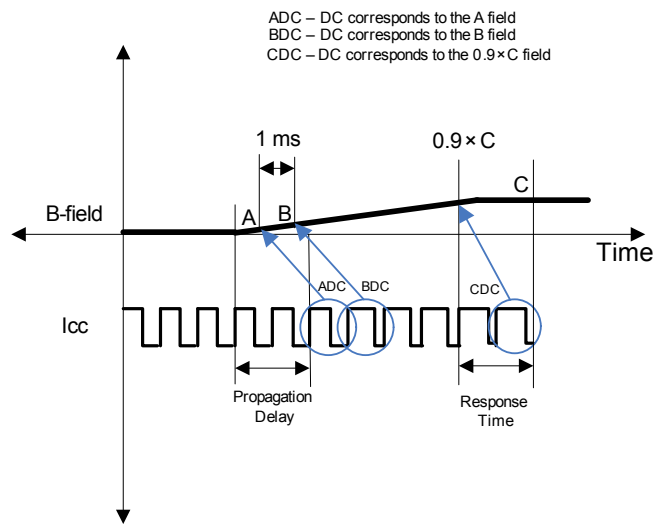 ADC – DC corresponds to the A field
BDC – DC corresponds to the B field
CDC – DC corresponds to the 0.9 × C field
1 ms
0.9 × C
B-field
A
B
C
Time
ADC
BDC
CDC
Icc
Propagation
Delay
Response
Time